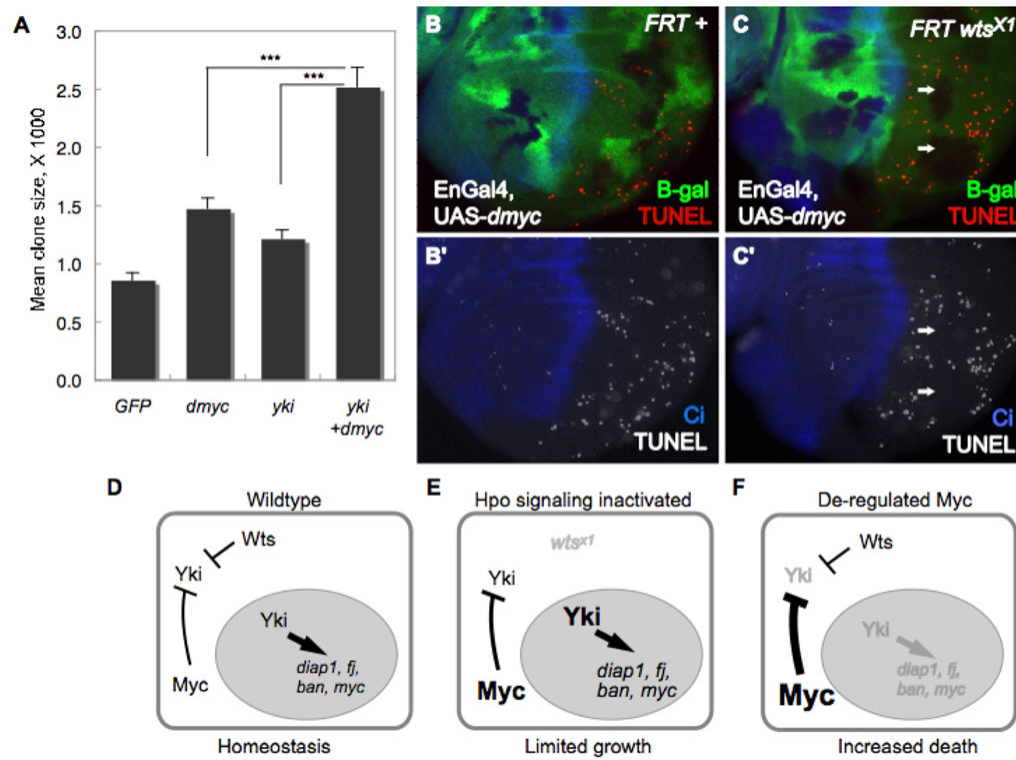 A
3.0
2.5
2.0
1.5
1.0
0.5
0.0
Mean clone size, X 1000
***
***
GFP
dmyc
yki
yki
+dmyc
B
FRT +
EnGal4,
UAS-dmyc
B-gal
TUNEL
C
FRT wtsX1
EnGal4,
UAS-dmyc
B-gal
TUNEL
B'
Ci
TUNEL
C'
Ci
TUNEL
D
Wildtype
Wts
Yki
Yki
diap1, fj,
ban, myc
Myc
Homeostasis
E
Hpo signaling inactivated
wtsx1
Yki
Yki
diap1, fj,
ban, myc
Myc
Limited growth
F
De-regulated Myc
Wts
Yki
Yki
diap1, fj,
ban, myc
Myc
Increased death